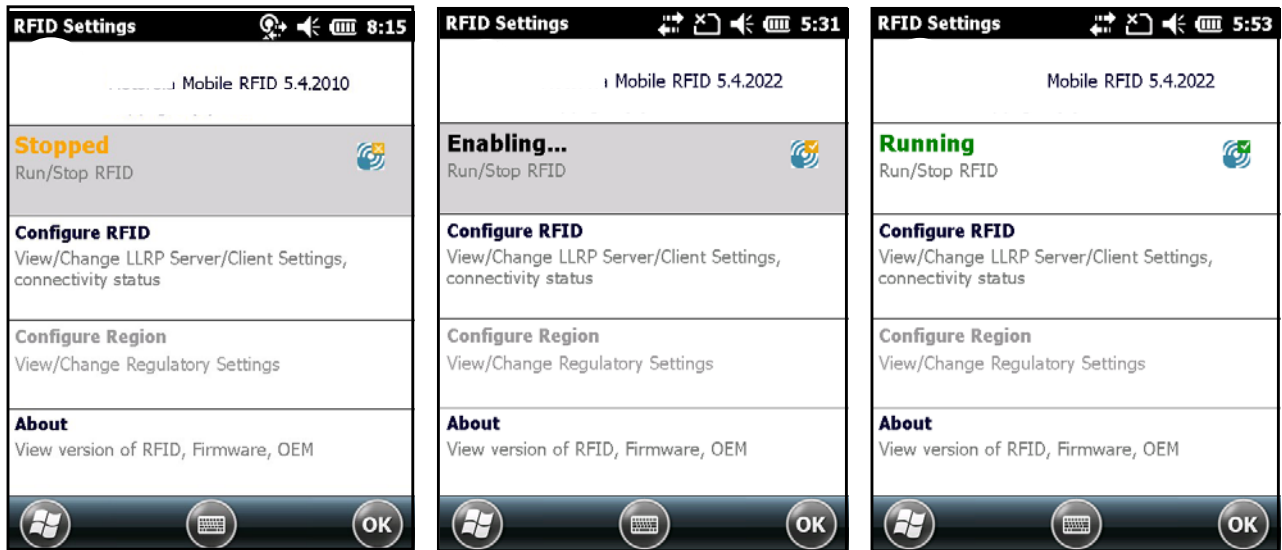 RFID Settings 8:15
Mobile RFID 5.4.2010
Stopped
Run/Stop RFID
Configure RFID
View/Change LLRP Server/Client Settings,
connectivity status
Configure Region
View/Change Regulatory Settings
About
View version of RFID, Firmware, OEM
OK
RFID Settings 5:31
Mobile RFID 5.4.2022
Enabling...
Run/Stop RFID
Configure RFID
View/Change LLRP Server/Client Settings,
connectivity status
Configure Region
View/Change Regulatory Settings
About
View version of RFID, Firmware, OEM
OK
RFID Settings 5:53
Mobile RFID 5.4.2022
Running
Run/Stop RFID
Configure RFID
View/Change LLRP Server/Client Settings,
connectivity status
Configure Region
View/Change Regulatory Settings
About
View version of RFID, Firmware, OEM
OK